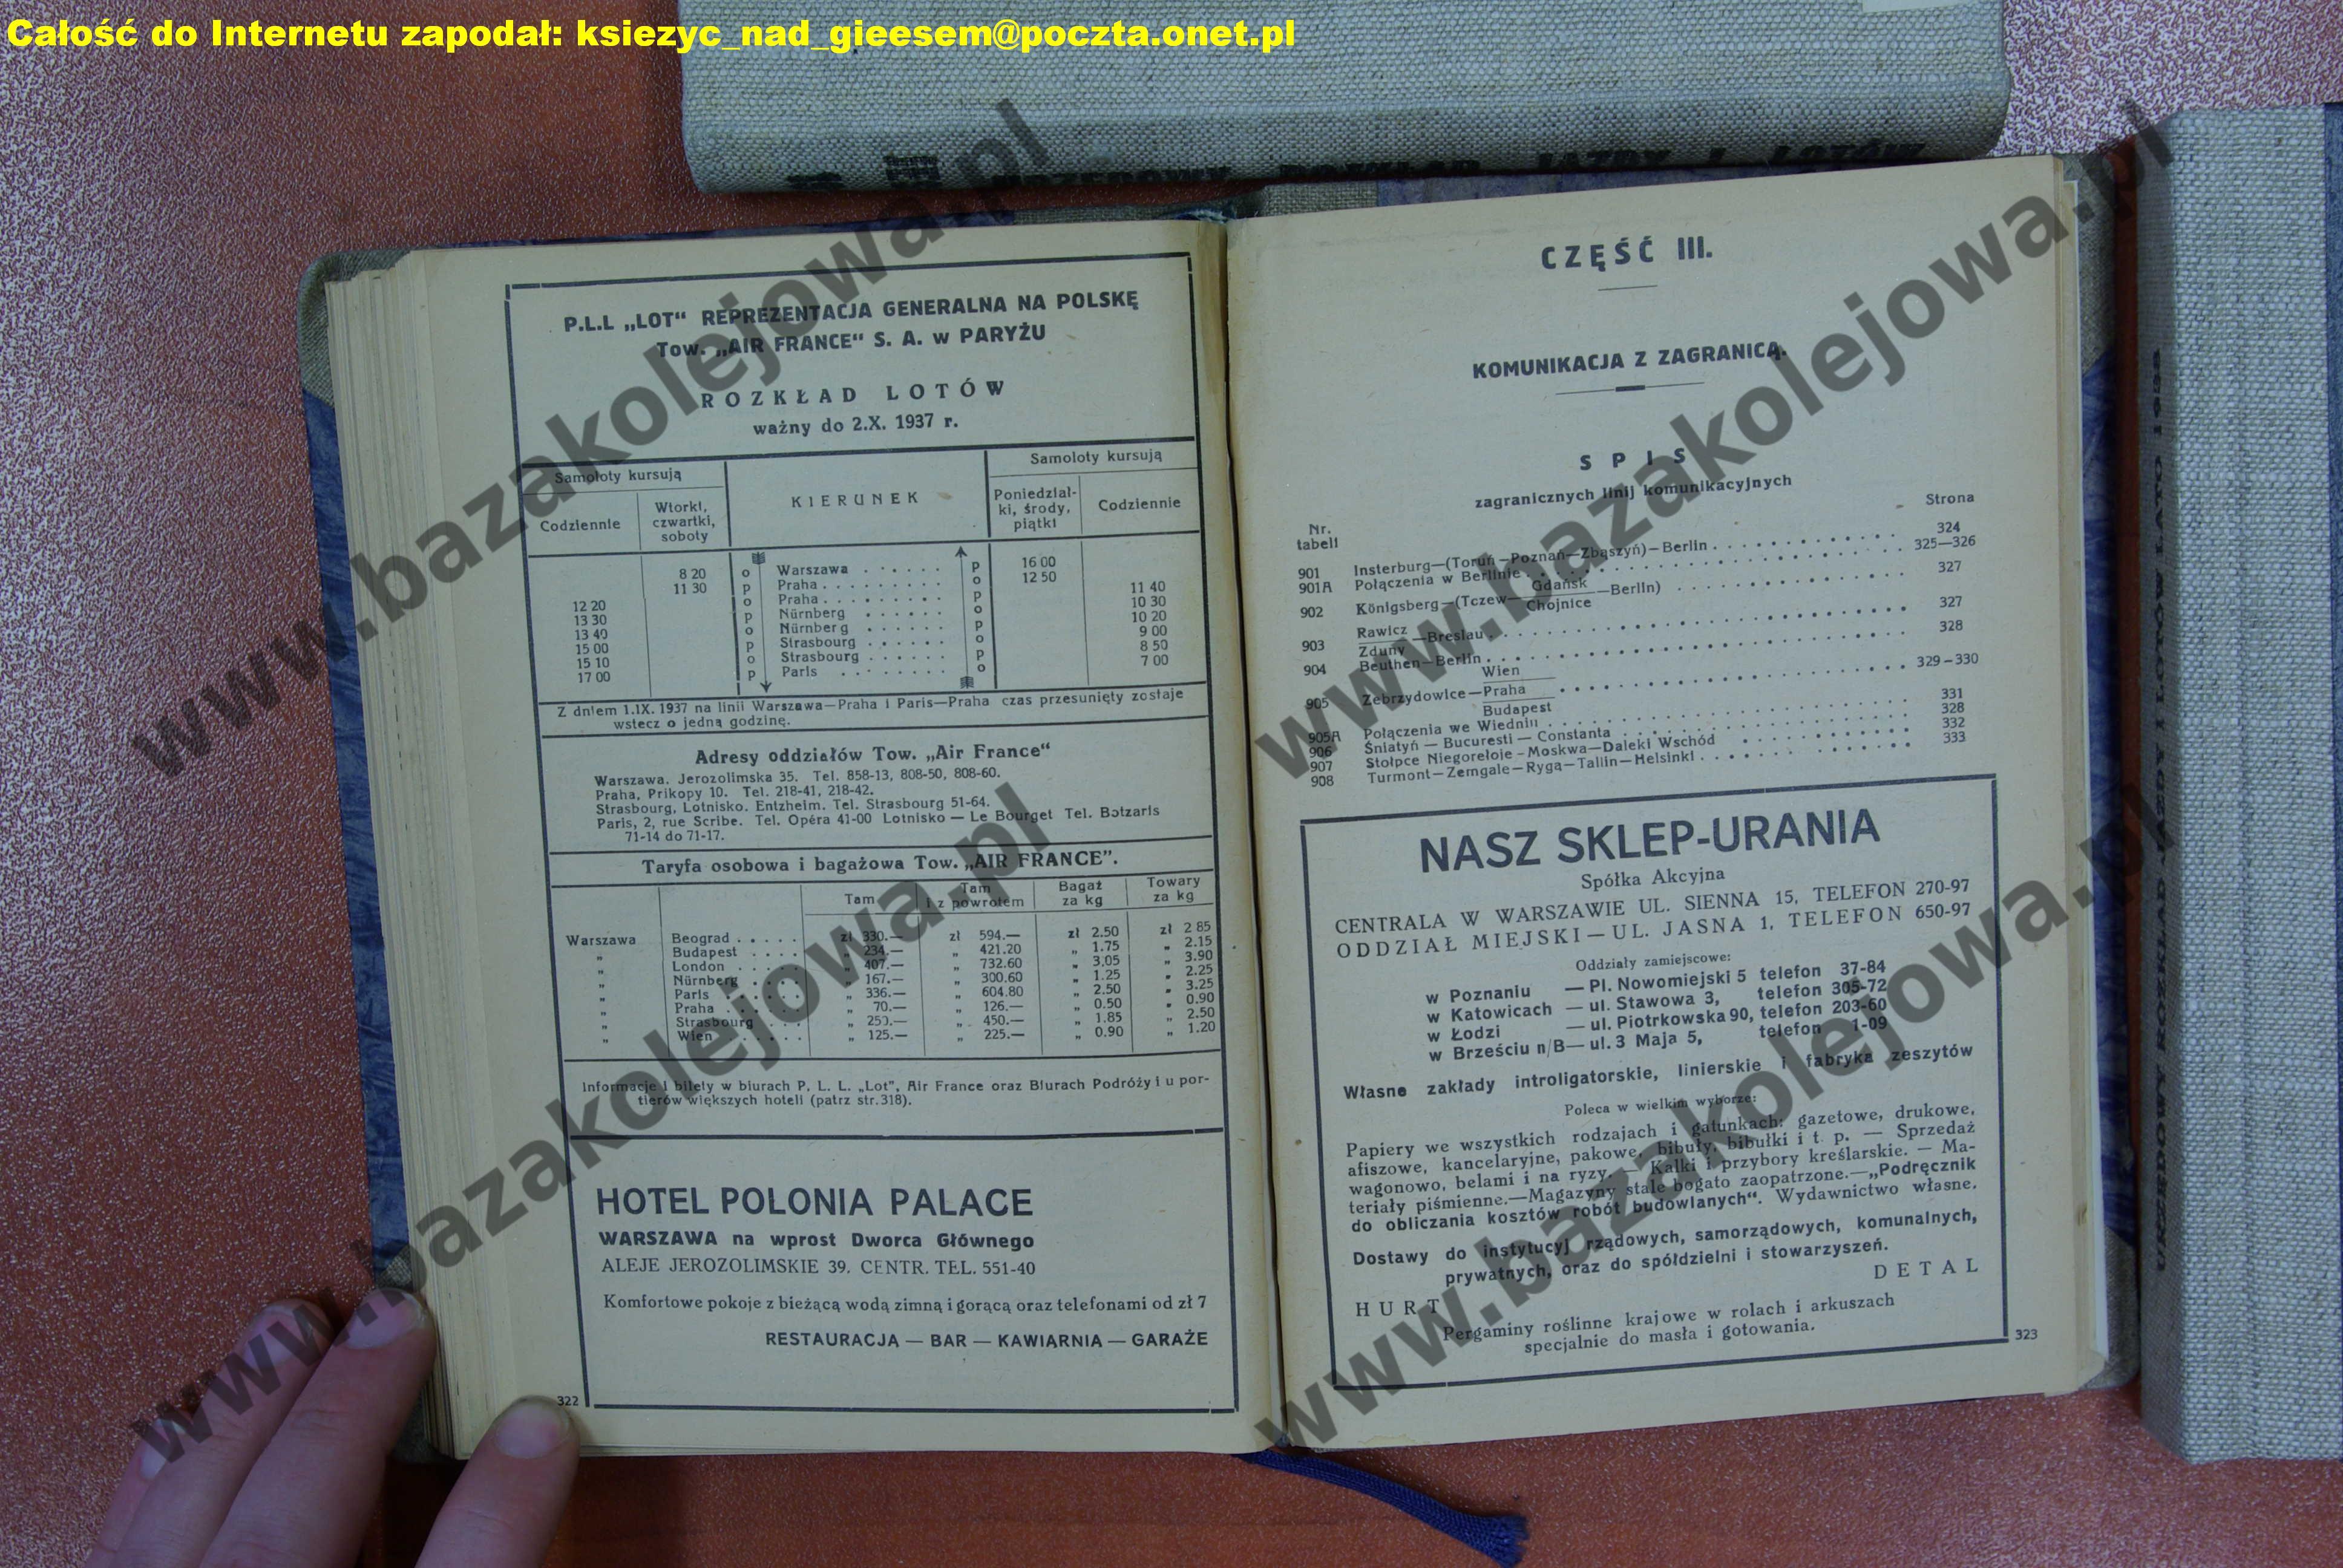 Całość do Internetu zapodał: ksiezyc_nad_gieesem@poczta.onet.pl
www.bazakolejowa.pl
www.bazakolejowa.pl
www.bazakolejowa.pl
www.bazakolejowa.pl
P.L.L „LOT“ REPREZENTACJA GENERALNA NA POLSKĘ
Tow. „AIR FRANCE“ S. A. w PARYŻU
ROZKŁAD LOTÓW
ważny do 2.X. 1937 r.
Samoloty kursują KIERUNEK Samoloty kursują
Codziennie Wtorki, czwartki, soboty Poniedział-ki, środy, piątki Codziennie
8 20 o Warszawa p 16 00
11 30 p Praha o 12 50
12 20 o Praha p 11 40
13 30 p Nürnberg o 10 30
13 40 o Nürnberg p 10 20
15 00 p Strasbourg o 9 00
15 10 o Strasbourg p 8 50
17 00 p Paris o 7 00
Z dniem 1.IX. 1937 na linii Warszawa—Praha i Paris—Praha czas przesunięty zostaje
wstecz o jedną godzinę.
Adresy oddziałów Tow. „Air France“
Warszawa. Jerozolimska 35. Tel. 858-13, 808-50, 808-60.
Praha, Prikopy 10. Tel. 218-41, 218-42.
Strasbourg, Lotnisko. Entzheim. Tel. Strasbourg 51-64.
Paris, 2, rue Scribe. Tel. Opéra 41-00 Lotnisko — Le Bourget Tel. Botzaris
71-14 do 71-17.
Taryfa osobowa i bagażowa Tow. „AIR FRANCE”.
Tam Tam i z powrotem Bagaż za kg Towary za kg
Warszawa Beograd zł 330.— zł 594.— zł 2.50 zł 2 85
„ Budapest „ 234.— „ 421.20 „ 1.75 „ 2.15
„ London „ 407.— „ 732.60 „ 3.05 „ 3.90
„ Nürnberg „ 167.— „ 300.60 „ 1.25 „ 2.25
„ Paris „ 336.— „ 604.80 „ 2.50 „ 3.25
„ Praha „ 70.— „ 126.— „ 0.50 „ 0.90
„ Strasbourg „ 250.— „ 450.— „ 1.85 „ 2.50
„ Wien „ 125.— „ 225.— „ 0.90 „ 1.20
Informacje i bilety w biurach P. L. L. „Lot”, Air France oraz Biurach Podróży i u por-
tierów większych hoteli (patrz str.318).
HOTEL POLONIA PALACE
WARSZAWA na wprost Dworca Głównego
ALEJE JEROZOLIMSKIE 39. CENTR. TEL. 551-40
Komfortowe pokoje z bieżącą wodą zimną i gorącą oraz telefonami od zł 7
RESTAURACJA — BAR — KAWIARNIA — GARAŻE
322
CZĘŚĆ III.
KOMUNIKACJA Z ZAGRANICĄ.
SPIS
zagranicznych linij komunikacyjnych
Nr. tabeli Strona
901 Insterburg—(Toruń—Poznań—Zbąszyń)—Berlin 324
901A Połączenia w Berlinie 325—326
902 Königsberg—(Tczew—Gdańsk Chojnice—Berlin) 327
903 Rawicz Zduny—Breslau 327
904 Beuthen—Berlin 328
905 Zebrzydowice—Wien Praha Budapest 329—330
905A Połączenia we Wiedniu 331
906 Śniatyń — Bucuresti — Constanta 328
907 Stołpce Niegorełoje—Moskwa—Daleki Wschód 332
908 Turmont—Zemgale—Ryga—Tallin—Helsinki 333
NASZ SKLEP-URANIA
Spółka Akcyjna
CENTRALA W WARSZAWIE UL. SIENNA 15, TELEFON 270-97
ODDZIAŁ MIEJSKI — UL. JASNA 1, TELEFON 650-97
Oddziały zamiejscowe:
w Poznaniu — Pl. Nowomiejski 5 telefon 37-84
w Katowicach — ul. Stawowa 3, telefon 305-72
w Łodzi — ul. Piotrkowska 90, telefon 203-60
w Brześciu n/B— ul. 3 Maja 5, telefon 1-09
Własne zakłady introligatorskie, linierskie i fabryka zeszytów
Poleca w wielkim wyborze:
Papiery we wszystkich rodzajach i gatunkach: gazetowe, drukowe,
afiszowe, kancelaryjne, pakowe, bibuły, bibułki i t. p. — Sprzedaż
wagonowo, belami i na ryzy. — Kalki i przybory kreślarskie. — Ma-
teriały piśmienne.—Magazyny stale bogato zaopatrzone.—„Podręcznik
do obliczania kosztów robót budowlanych“. Wydawnictwo własne.
Dostawy do instytucyj rządowych, samorządowych, komunalnych,
prywatnych, oraz do spółdzielni i stowarzyszeń.
HURT DETAL
Pergaminy roślinne krajowe w rolach i arkuszach
specjalnie do masła i gotowania.
323
URZĘDOWY ROZKŁAD JAZDY I LOTÓW LATO